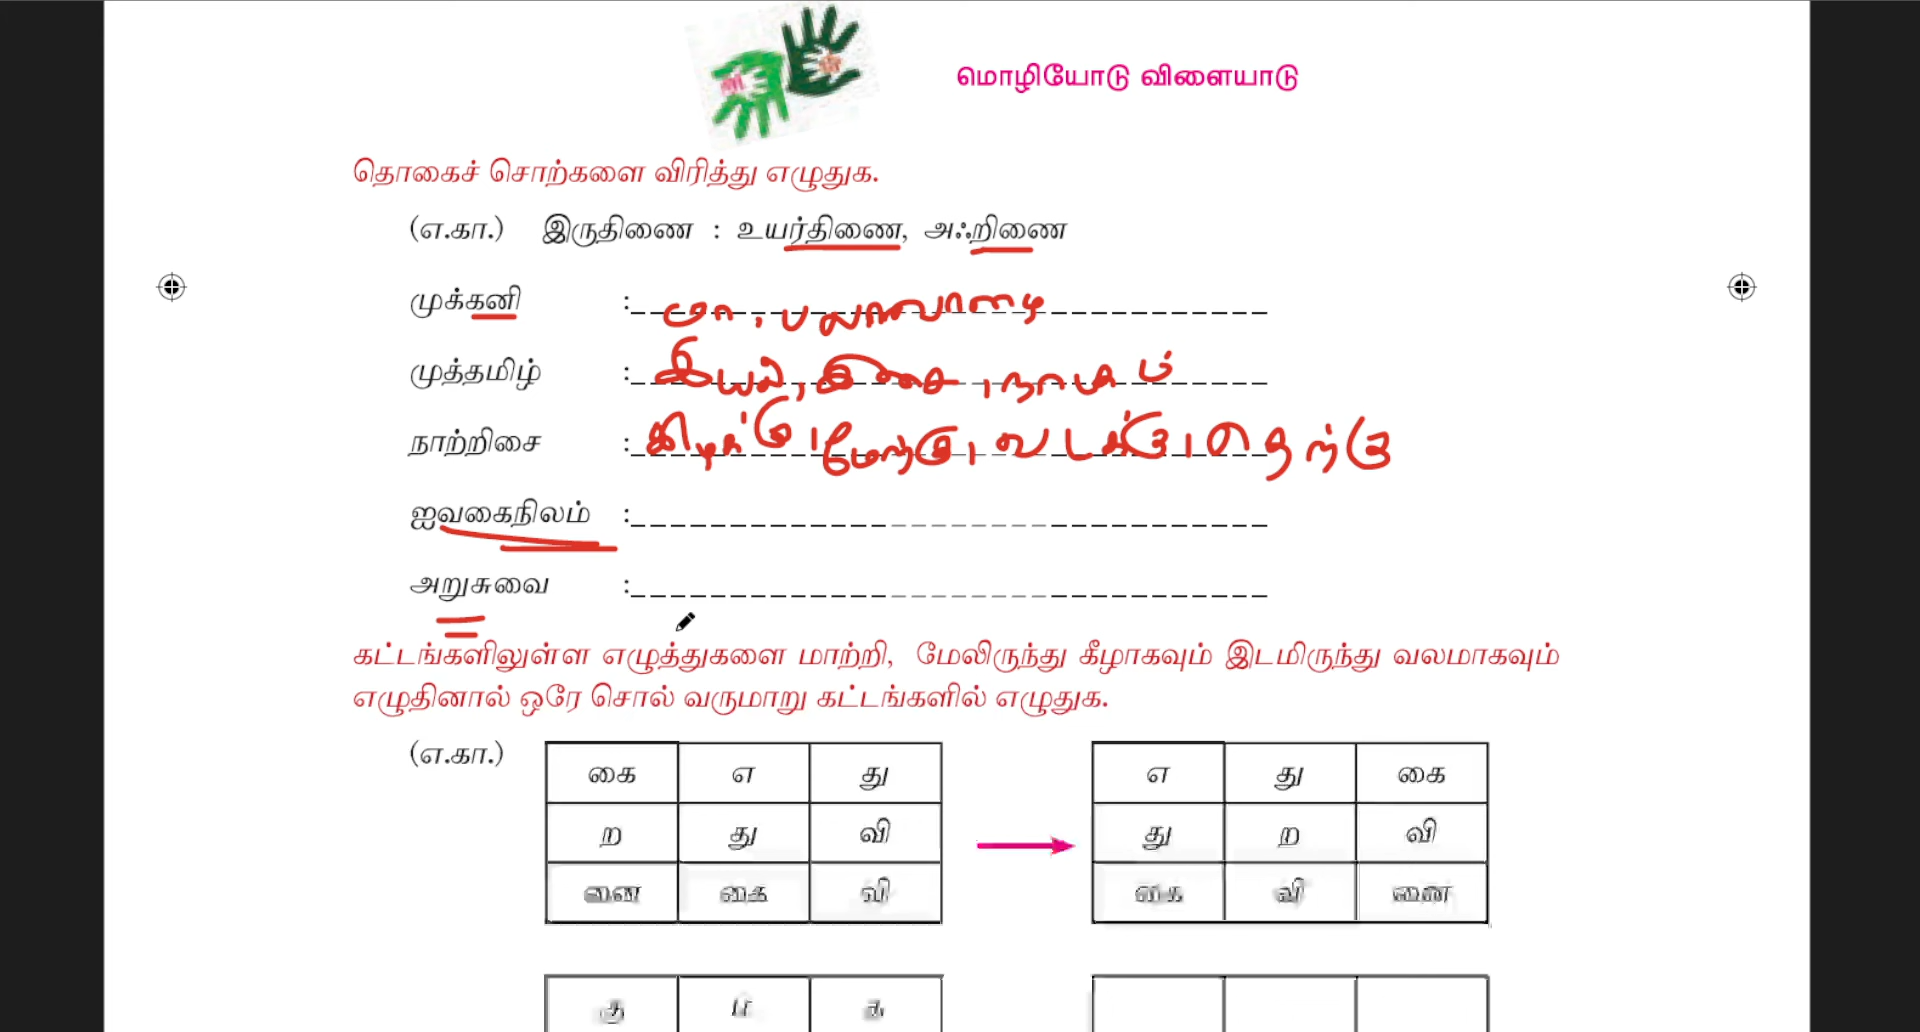 மொழியோடு விளையாடு
தொகைச் சொற்களை விரித்து எழுதுக.
(எ.கா.) இருதிணை : உயர்திணை, அஃறிணை
முக்கனி : மா, பலா வாழை
முத்தமிழ் : இயல், இசை, நாடகம்
நாற்றிசை : கிழக்கு, மேற்கு, வடக்கு, தெற்கு
ஐவகைநிலம் :
அறுசுவை :
கட்டங்களிலுள்ள எழுத்துகளை மாற்றி, மேலிருந்து கீழாகவும் இடமிருந்து வலமாகவும்
எழுதினால் ஒரே சொல் வருமாறு கட்டங்களில் எழுதுக.
(எ.கா.)
கை எ து எ து கை
ற து வி து ற வி
னை கை வி கை வி னை
கு